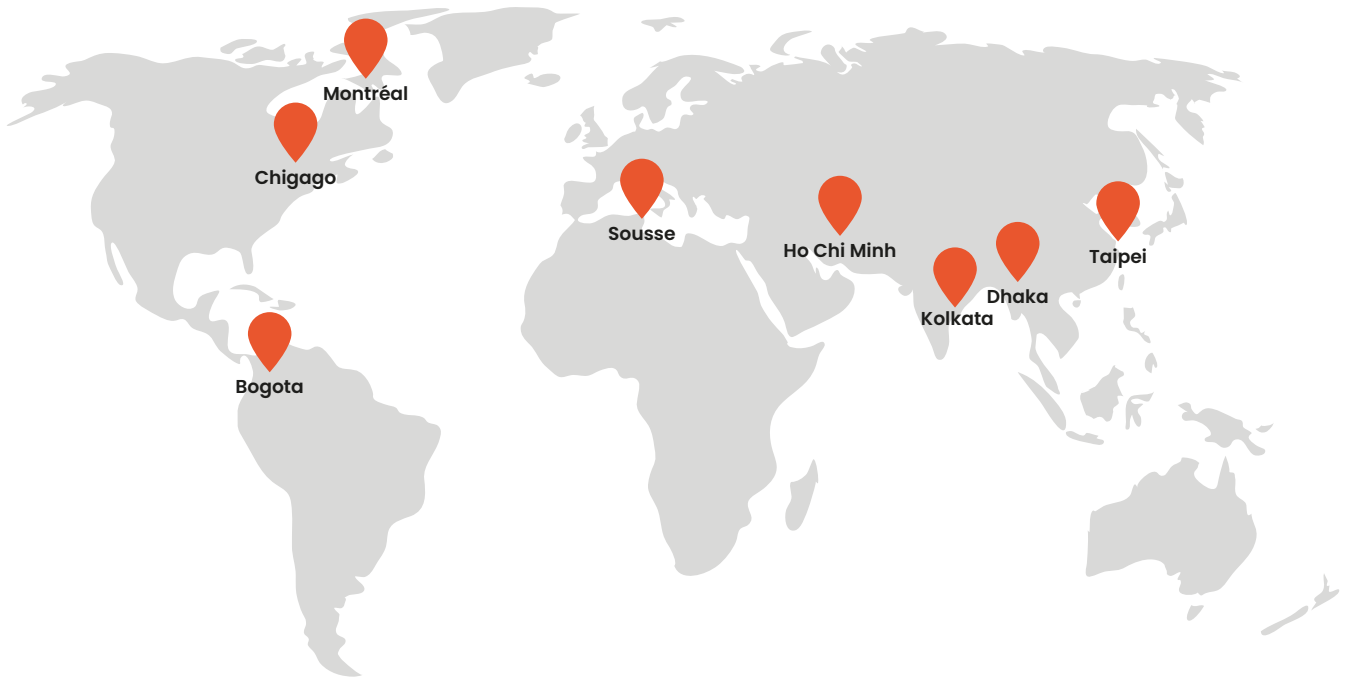 Montréal
Chigago
Sousse
Ho Chi Minh
Taipei
Dhaka
Kolkata
Bogota